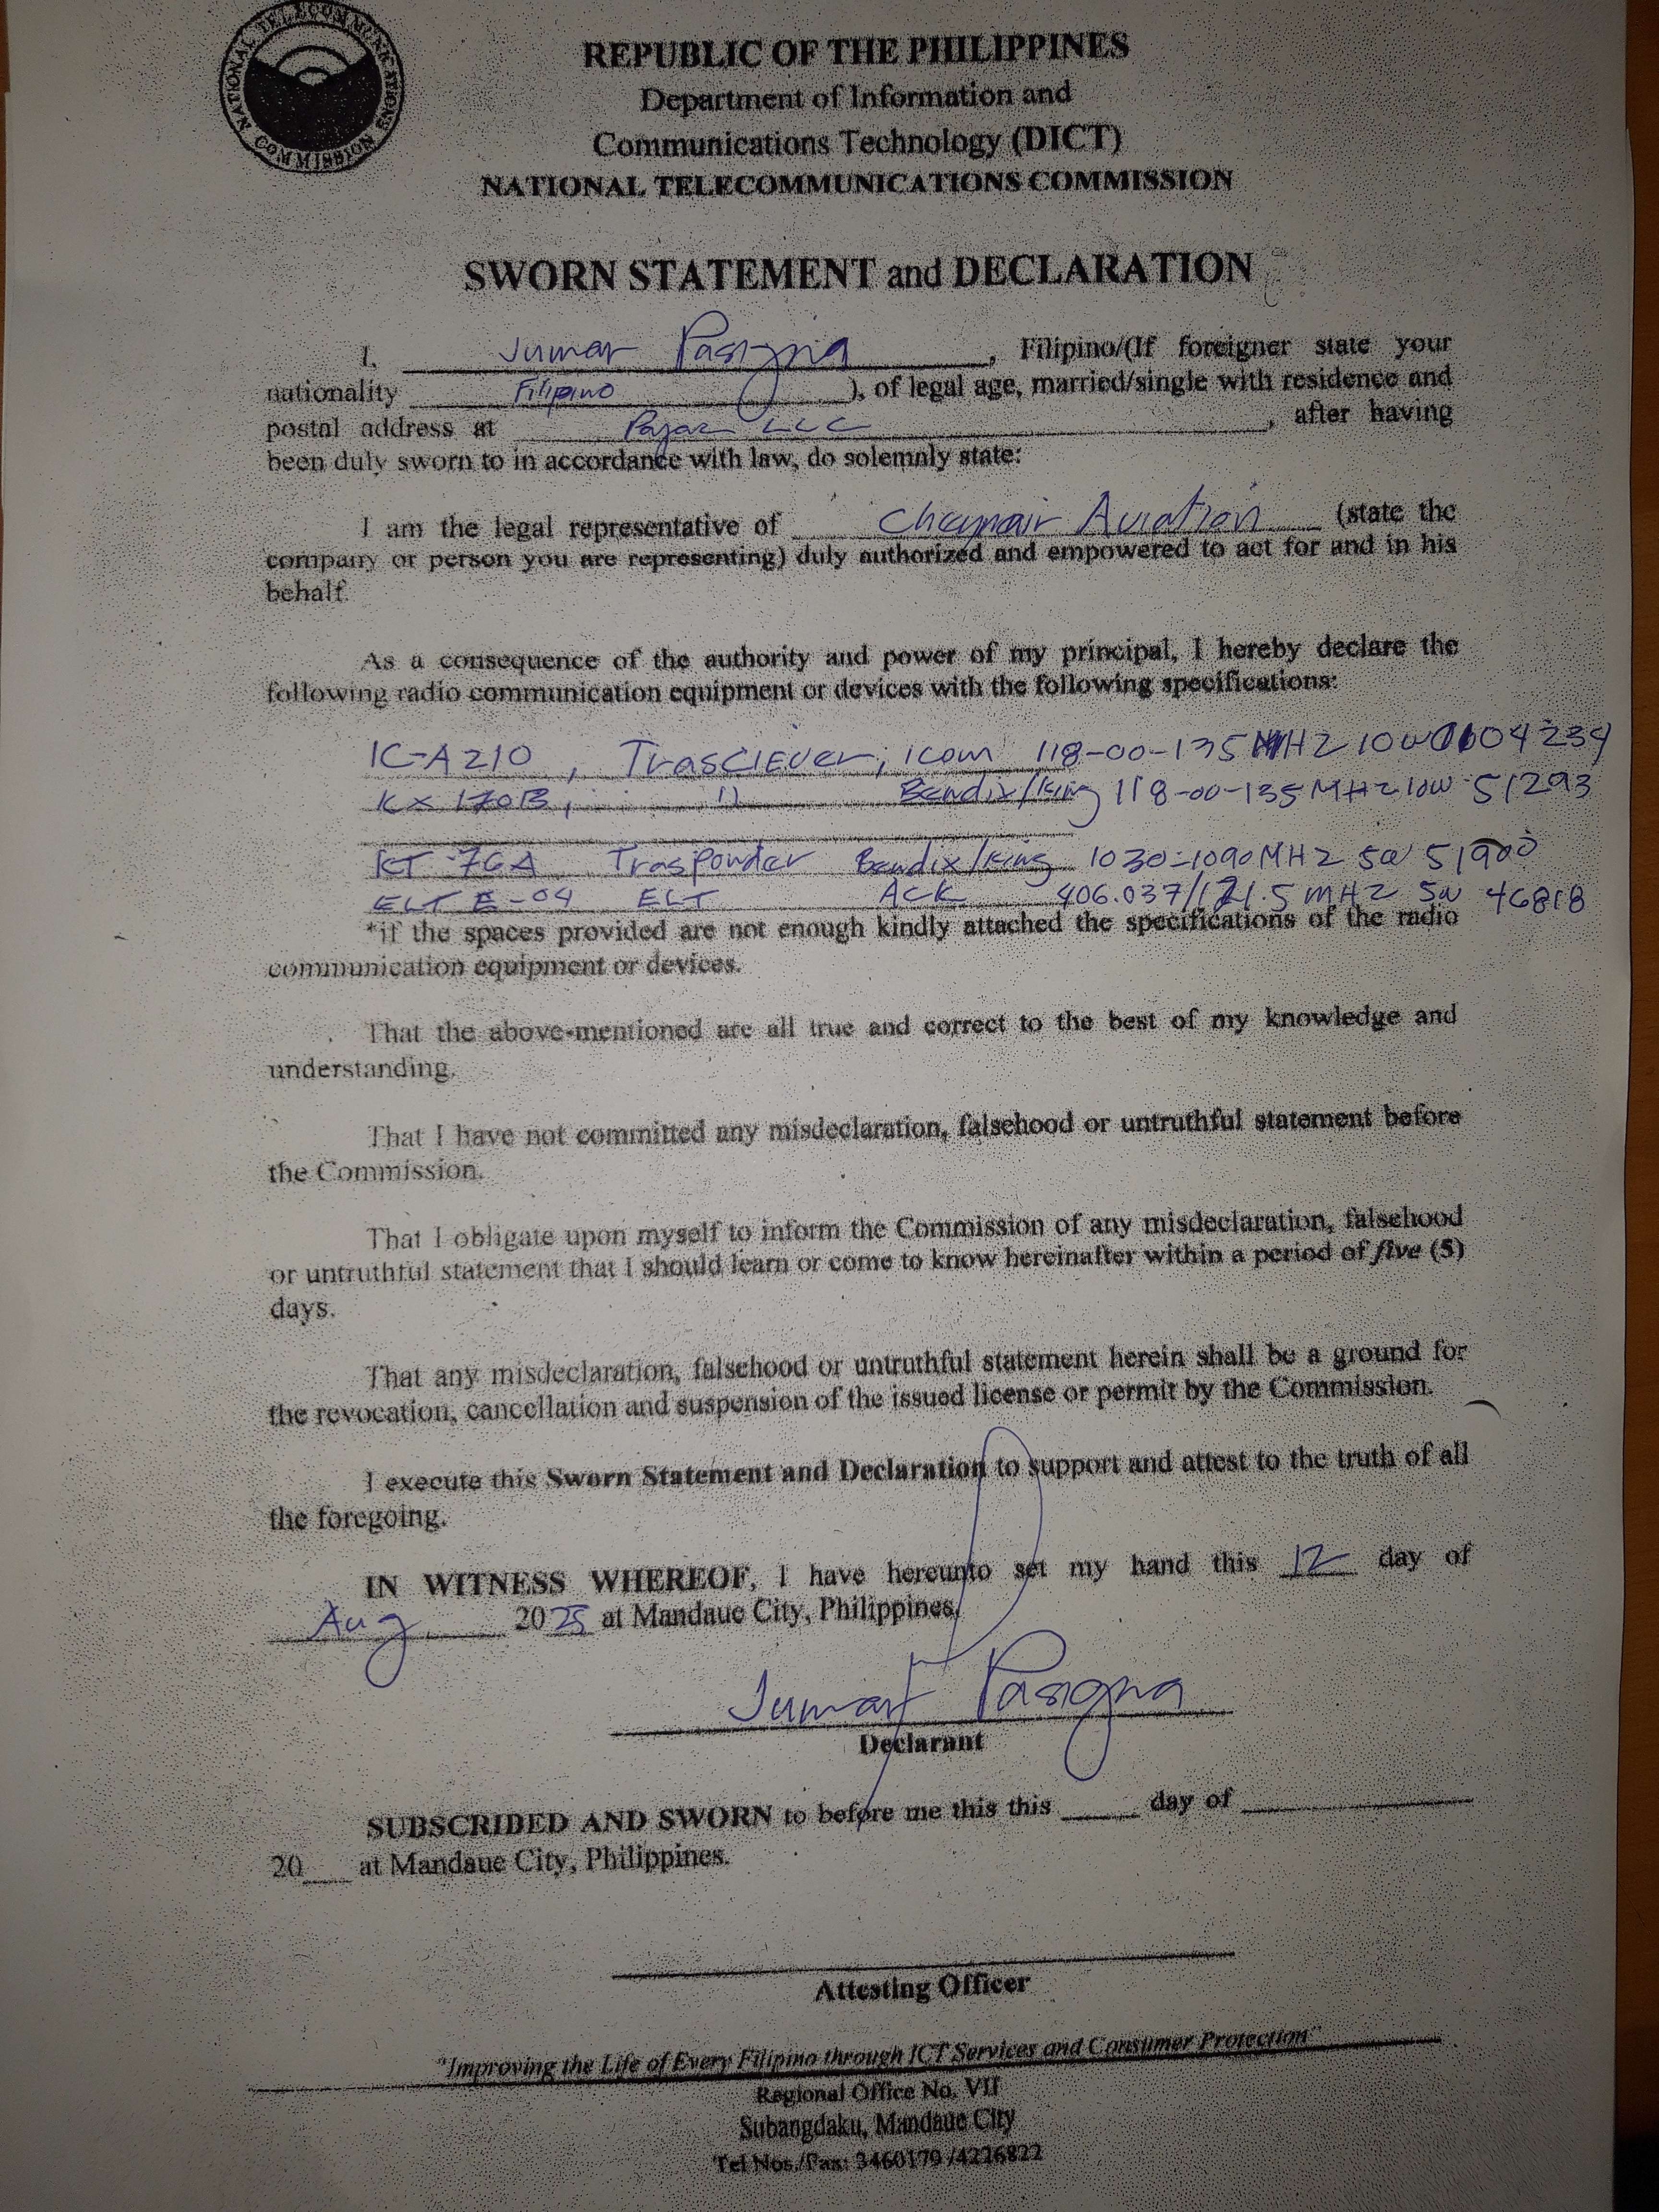 NATIONAL TELECOMMUNICATIONS COMMISSION
REPUBLIC OF THE PHILIPPINES
Department of Information and
Communications Technology (DICT)
NATIONAL TELECOMMUNICATIONS COMMISSION
SWORN STATEMENT and DECLARATION
I, Jumar Pasigna, Filipino/(If foreigner state your
nationality Filipino), of legal age, married/single with residence and
postal address at Pajac LLC, after having
been duly sworn to in accordance with law, do solemnly state:
I am the legal representative of Chamair Aviation (state the
company or person you are representing) duly authorized and empowered to act for and in his
behalf.
As a consequence of the authority and power of my principal, I hereby declare the
following radio communication equipment or devices with the following specifications:
IC-A210, TrasCIEver, icom 118-00-135 MHZ 10W 0604234
KX 170B, " Bendix/King 118-00-135 MHZ 10W 51293
KT-76A Trasponder Bendix/King 1030-1090 MHZ 5W 51900
ELT E-04 ELT ACK 406.037/121.5 MHZ 5W 46818
*if the spaces provided are not enough kindly attached the specifications of the radio
communication equipment or devices.
That the above-mentioned are all true and correct to the best of my knowledge and
understanding.
That I have not committed any misdeclaration, falsehood or untruthful statement before
the Commission.
That I obligate upon myself to inform the Commission of any misdeclaration, falsehood
or untruthful statement that I should learn or come to know hereinafter within a period of five (5)
days.
That any misdeclaration, falsehood or untruthful statement herein shall be a ground for
the revocation, cancellation and suspension of the issued license or permit by the Commission.
I execute this Sworn Statement and Declaration to support and attest to the truth of all
the foregoing.
IN WITNESS WHEREOF, I have hereunto set my hand this 12 day of
Aug 2025 at Mandaue City, Philippines.
Jumar Pasigna
Declarant
SUBSCRIBED AND SWORN to before me this this ____ day of ____
20__ at Mandaue City, Philippines.
Attesting Officer
"Improving the Life of Every Filipino through ICT Services and Consumer Protection"
Regional Office No. VII
Subangdaku, Mandaue City
Tel Nos./Fax: 3460179 /4226822